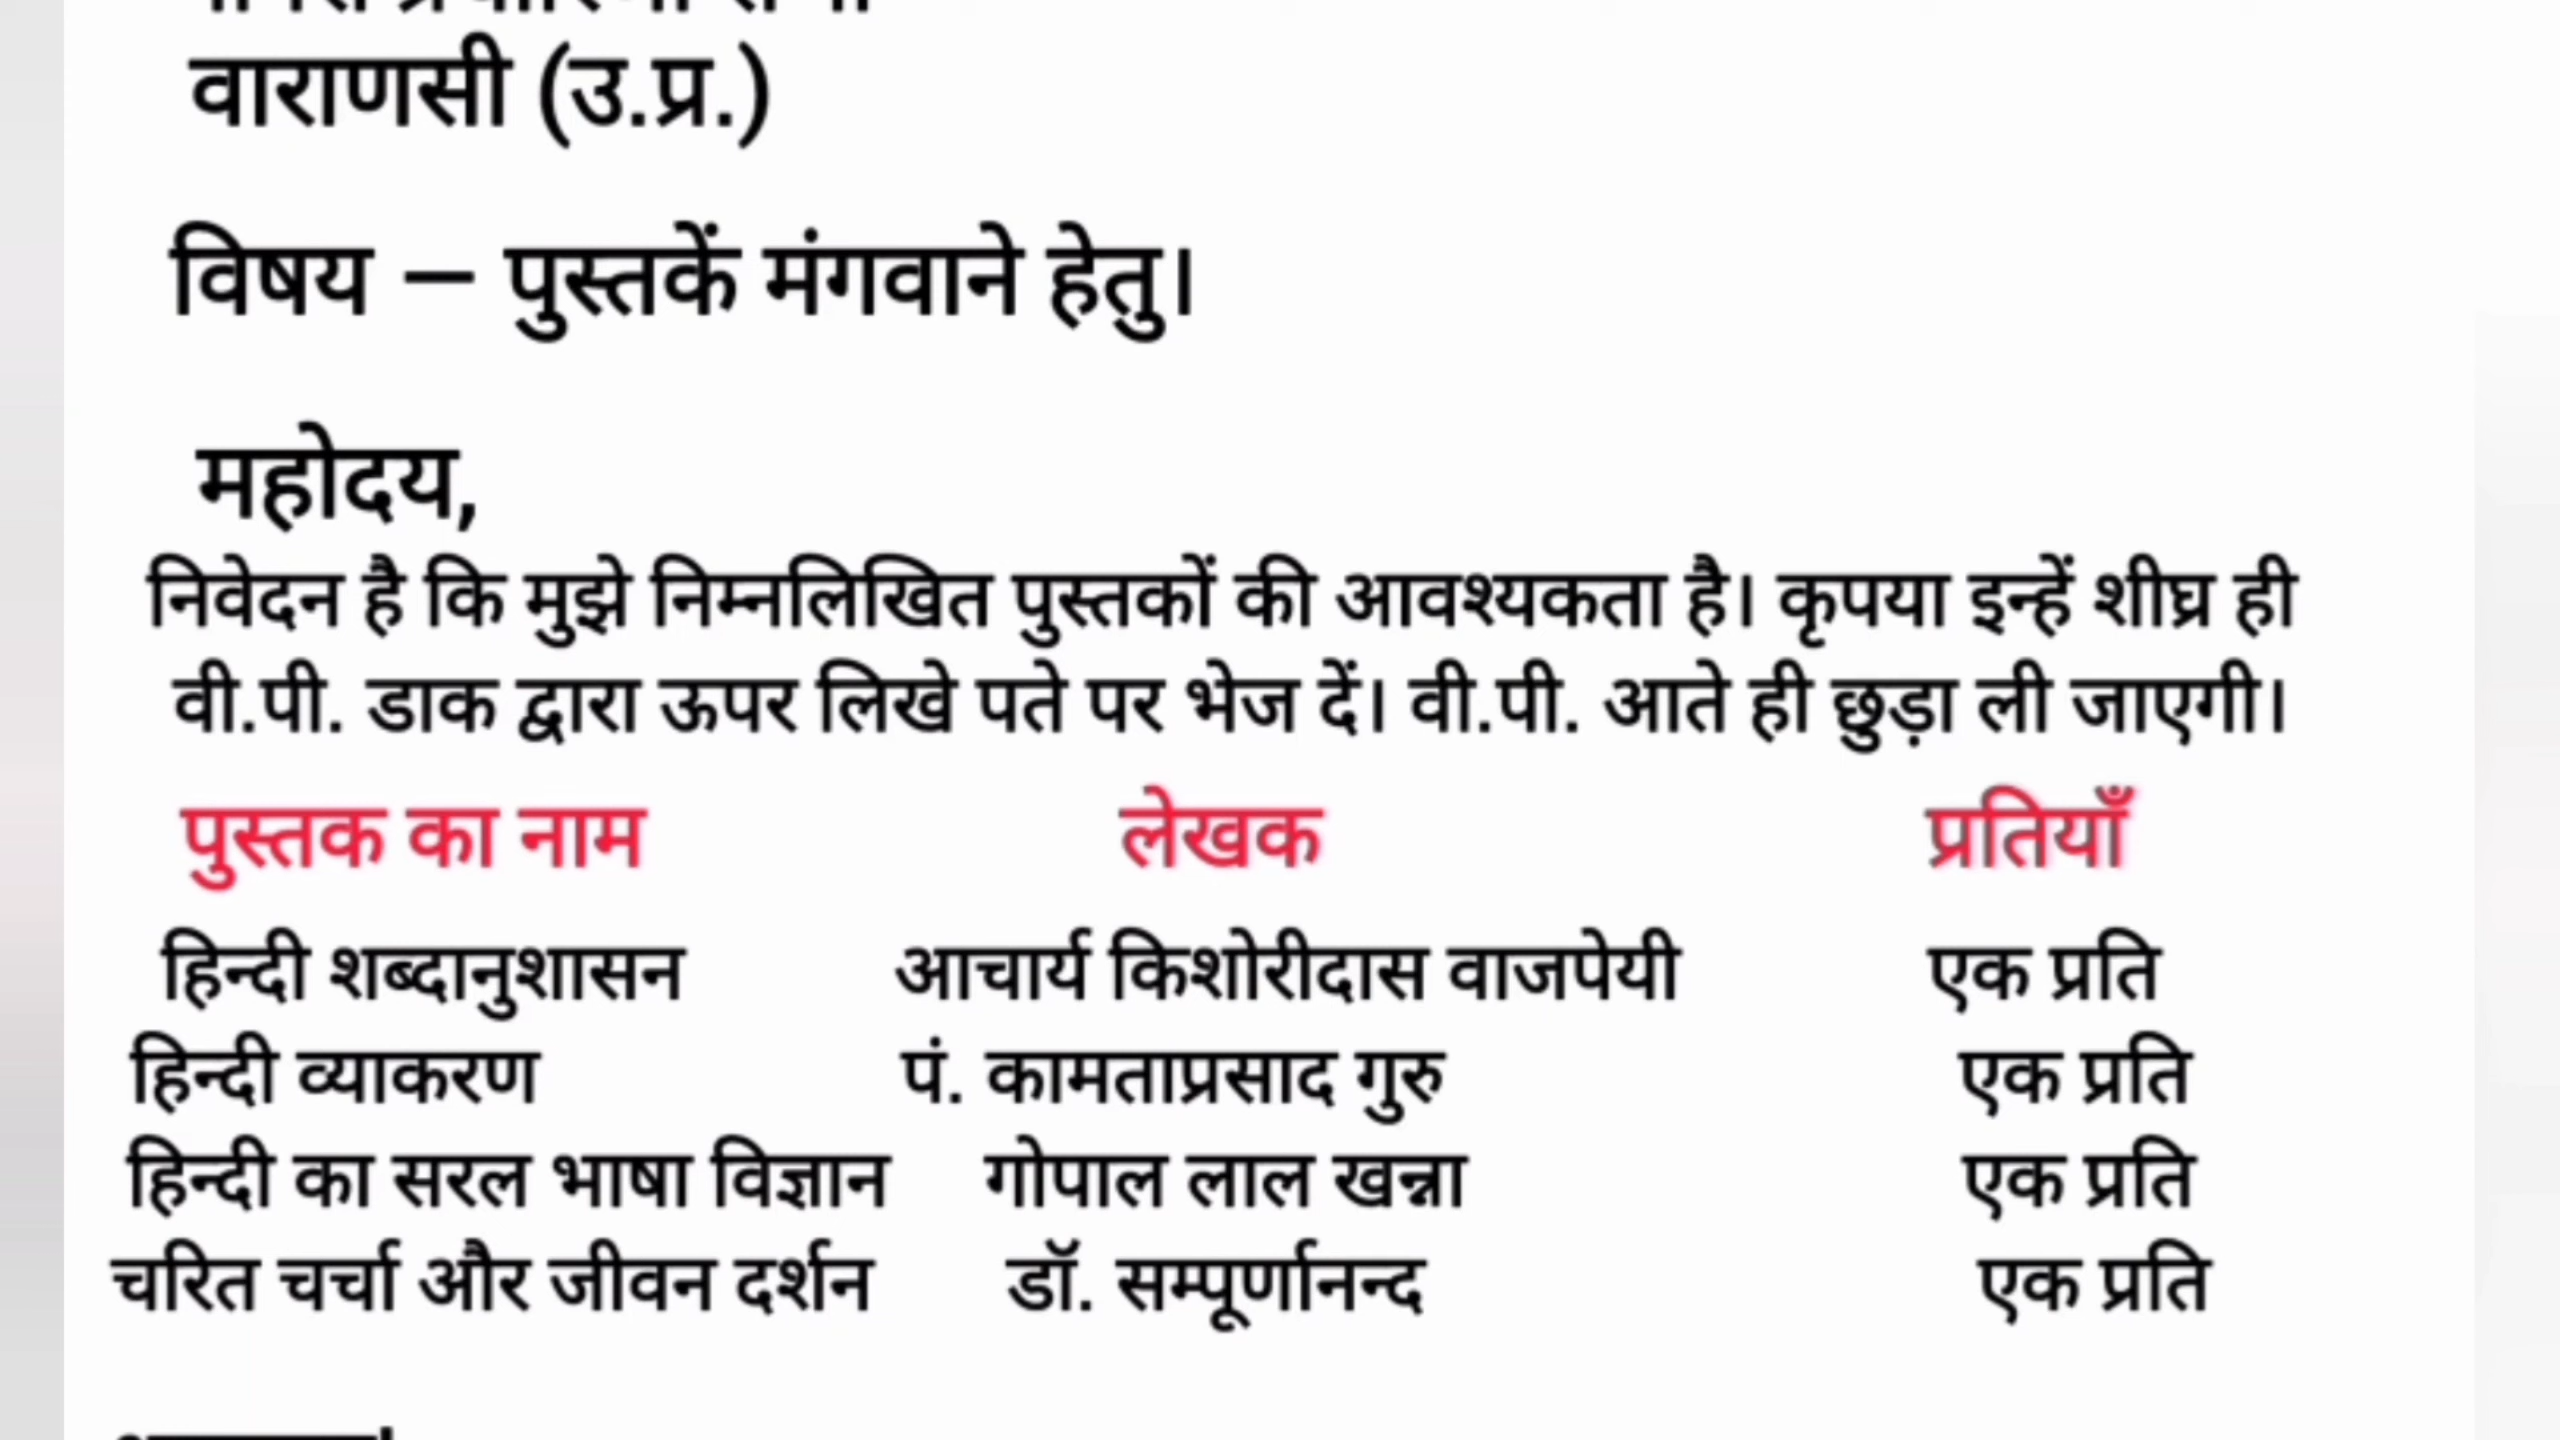 वाराणसी (उ.प्र.)
विषय – पुस्तकें मंगवाने हेतु।
महोदय,
निवेदन है कि मुझे निम्नलिखित पुस्तकों की आवश्यकता है। कृपया इन्हें शीघ्र ही
वी.पी. डाक द्वारा ऊपर लिखे पते पर भेज दें। वी.पी. आते ही छुड़ा ली जाएगी।
पुस्तक का नाम लेखक प्रतियाँ
हिन्दी शब्दानुशासन आचार्य किशोरीदास वाजपेयी एक प्रति
हिन्दी व्याकरण पं. कामताप्रसाद गुरु एक प्रति
हिन्दी का सरल भाषा विज्ञान गोपाल लाल खन्ना एक प्रति
चरित चर्चा और जीवन दर्शन डॉ. सम्पूर्णानन्द एक प्रति